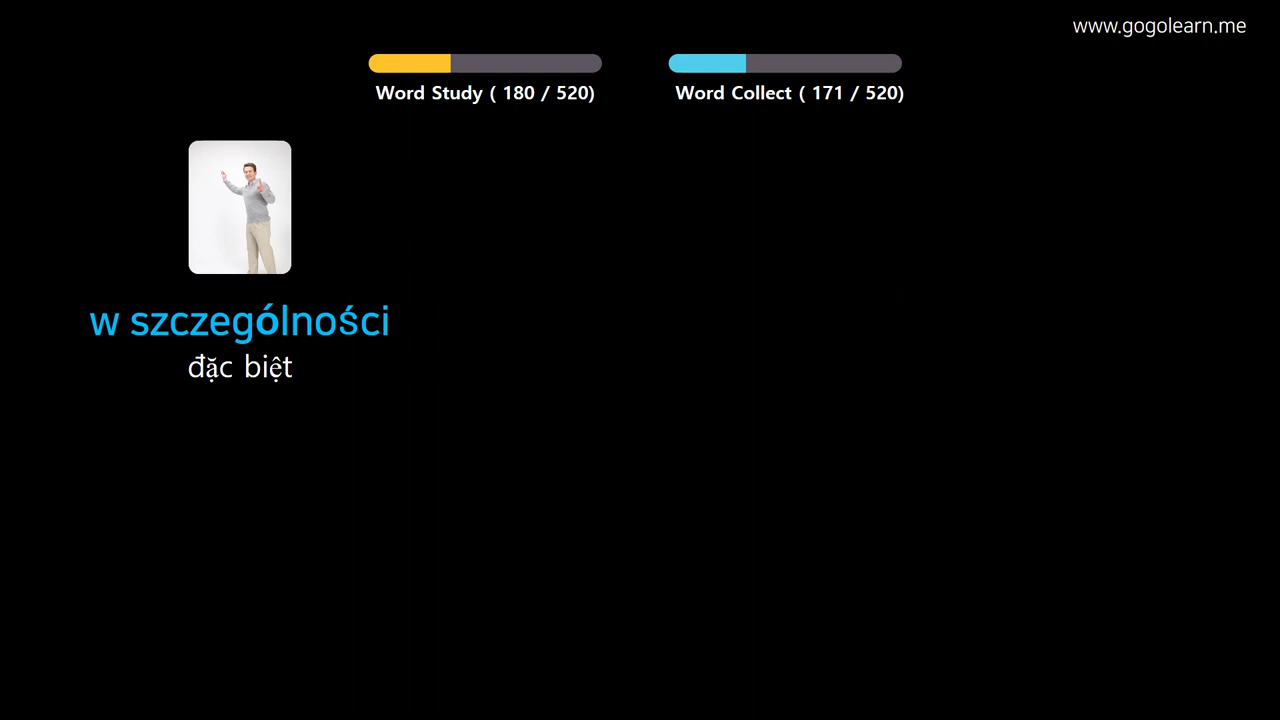 www.gogolearn.me
Word Study ( 180 / 520)
Word Collect ( 171 / 520)
w szczególności
đặc biệt